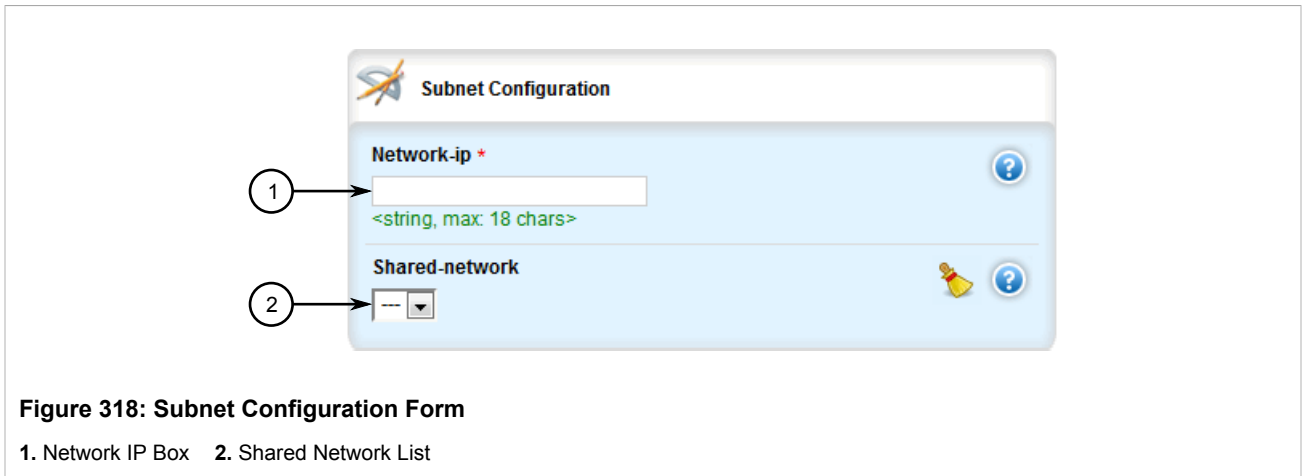 Subnet Configuration
Network-ip *
1
<string, max: 18 chars>
Shared-network
2
---
Figure 318: Subnet Configuration Form
1. Network IP Box 2. Shared Network List